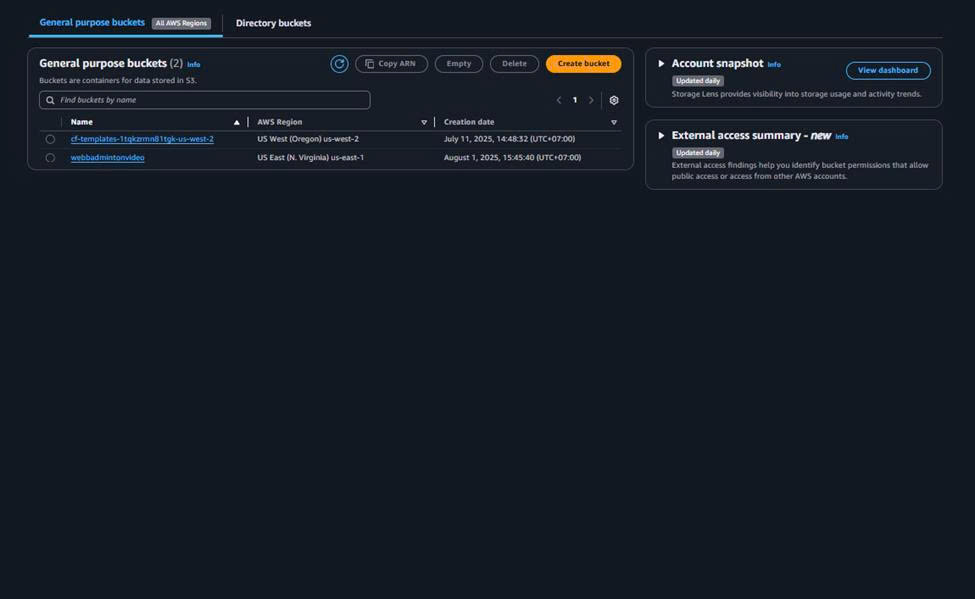 General purpose buckets All AWS Regions Directory buckets
General purpose buckets (2) Info
Copy ARN Empty Delete Create bucket
Buckets are containers for data stored in S3.
Find buckets by name
1
Name AWS Region Creation date
cf-templates-1tqkzrmn81tgk-us-west-2 US West (Oregon) us-west-2 July 11, 2025, 14:48:32 (UTC+07:00)
webbadmintonvideo US East (N. Virginia) us-east-1 August 1, 2025, 15:45:40 (UTC+07:00)
Account snapshot Info
View dashboard
Updated daily
Storage Lens provides visibility into storage usage and activity trends.
External access summary - new Info
Updated daily
External access findings help you identify bucket permissions that allow
public access or access from other AWS accounts.